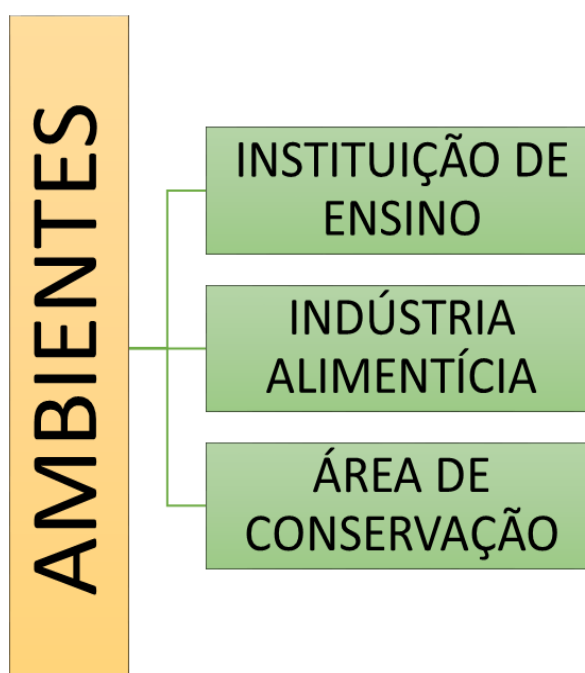 AMBIENTES
INSTITUIÇÃO DE
ENSINO
INDÚSTRIA
ALIMENTÍCIA
ÁREA DE
CONSERVAÇÃO